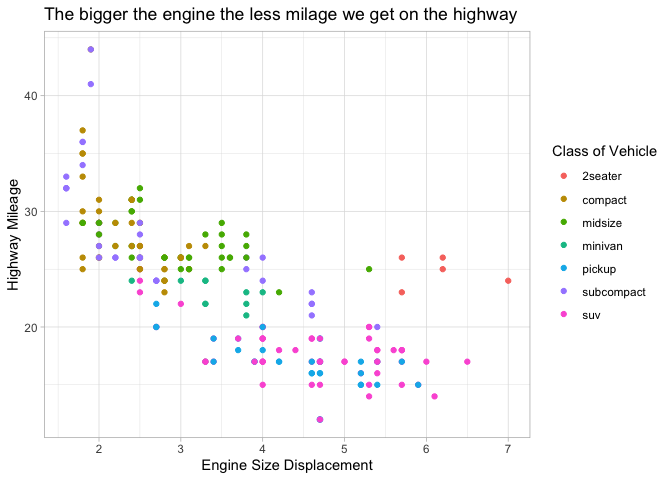 The bigger the engine the less milage we get on the highway
Highway Mileage
40
30
20
2
3
4
5
6
7
Engine Size Displacement
Class of Vehicle
2seater
compact
midsize
minivan
pickup
subcompact
suv